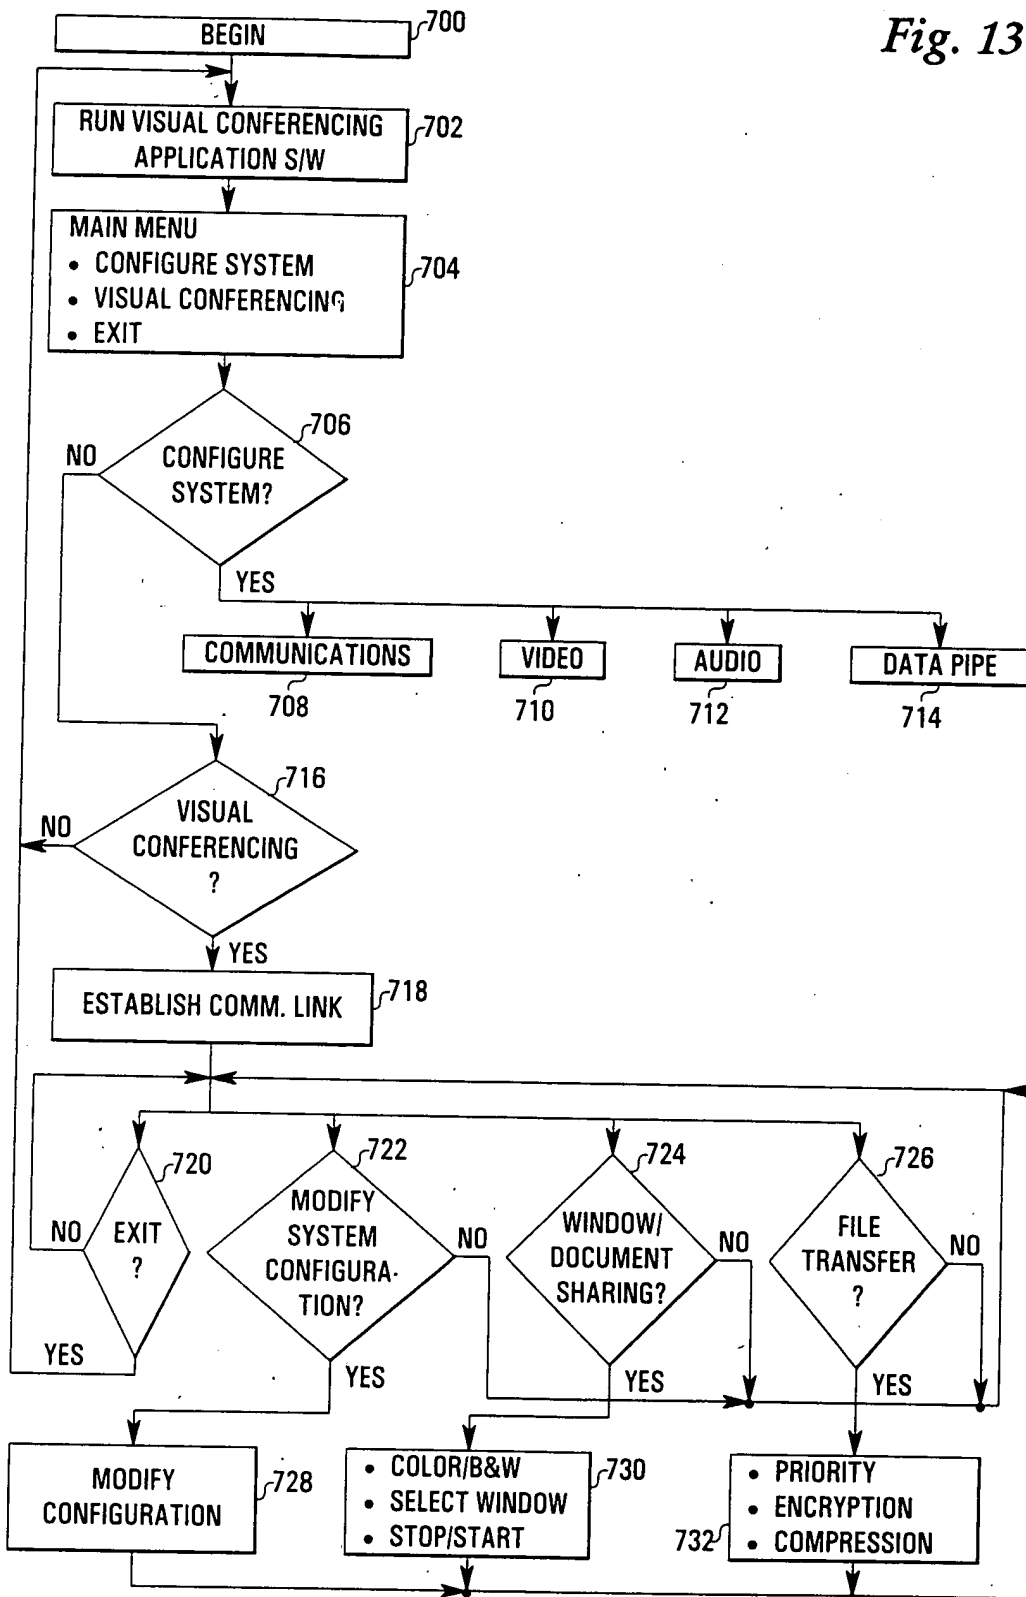 Fig. 13
BEGIN
700
RUN VISUAL CONFERENCING
APPLICATION S/W
702
MAIN MENU
• CONFIGURE SYSTEM
• VISUAL CONFERENCING
• EXIT
704
706
NO
CONFIGURE
SYSTEM?
YES
COMMUNICATIONS
VIDEO
AUDIO
DATA PIPE
708
710
712
714
716
NO
VISUAL
CONFERENCING
?
YES
ESTABLISH COMM. LINK
718
720
NO
EXIT
?
YES
722
MODIFY
SYSTEM
CONFIGURA-
TION?
NO
YES
724
WINDOW/
DOCUMENT
SHARING?
NO
YES
726
FILE
TRANSFER
?
NO
YES
MODIFY
CONFIGURATION
728
• COLOR/B&W
• SELECT WINDOW
• STOP/START
730
• PRIORITY
• ENCRYPTION
• COMPRESSION
732